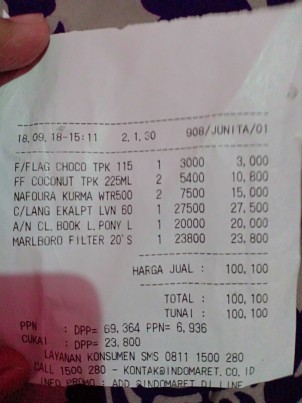 18.09.18-15:11 2.1.30 908/JUNITA/01
F/FLAG CHOCO TPK 115 1 3000 3,000
FF COCONUT TPK 225ML 2 5400 10,800
NAFOURA KURMA WTR500 2 7500 15,000
C/LANG EKALPT LVN 60 1 27500 27,500
A/N CL.BOOK L.PONY L 1 20000 20,000
MARLBORO FILTER 20'S 1 23800 23,800
HARGA JUAL : 100,100
TOTAL : 100,100
TUNAI : 100,100
PPN : DPP= 69,364 PPN= 6,936
CUKAI : DPP= 23,800
LAYANAN KONSUMEN SMS 0811 1500 280
CALL 1500 280 - KONTAK@INDOMARET.CO.ID
INFO PROMO : ADD @INDOMARET DI LINE